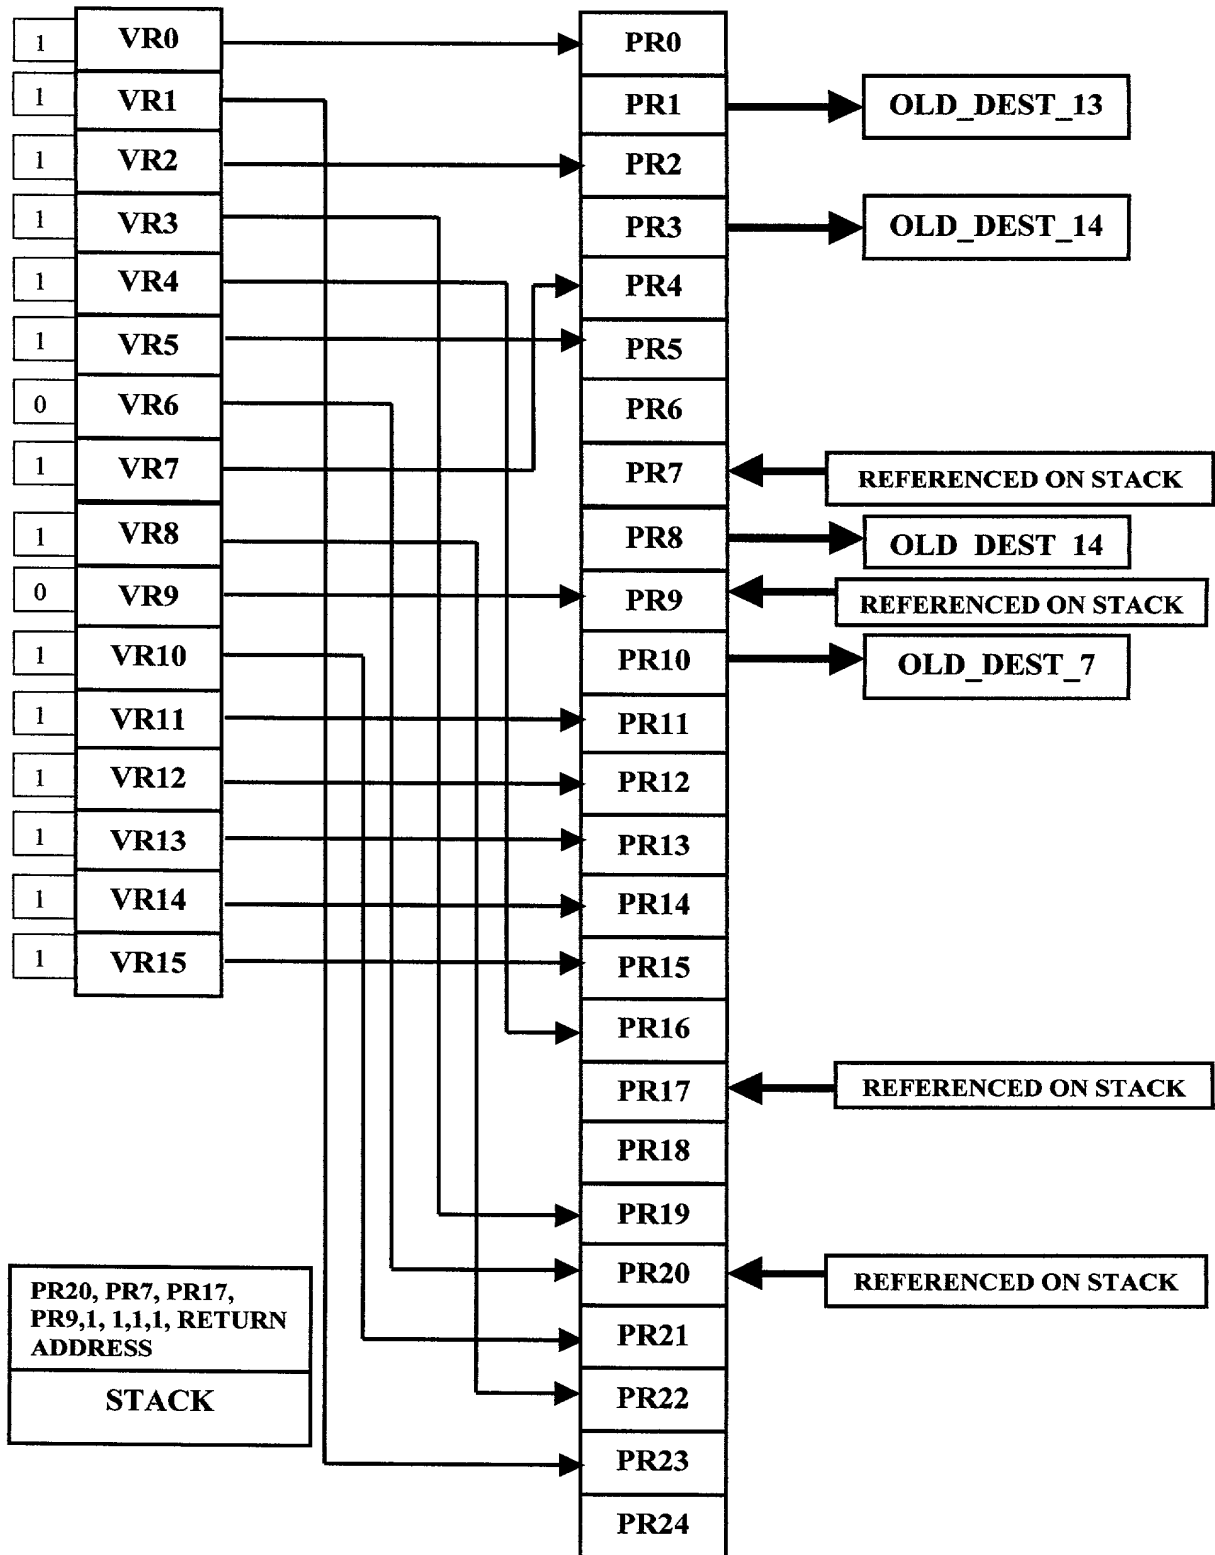 1 VR0 PR0
1 VR1 PR1 OLD_DEST_13
1 VR2 PR2
1 VR3 PR3 OLD_DEST_14
1 VR4 PR4
1 VR5 PR5
0 VR6 PR6
1 VR7 PR7 REFERENCED ON STACK
1 VR8 PR8 OLD DEST 14
0 VR9 PR9 REFERENCED ON STACK
1 VR10 PR10 OLD_DEST_7
1 VR11 PR11
1 VR12 PR12
1 VR13 PR13
1 VR14 PR14
1 VR15 PR15
PR16
PR17 REFERENCED ON STACK
PR18
PR19
PR20 REFERENCED ON STACK
PR21
PR22
PR23
PR24
PR20, PR7, PR17,
PR9,1, 1,1,1, RETURN
ADDRESS
STACK